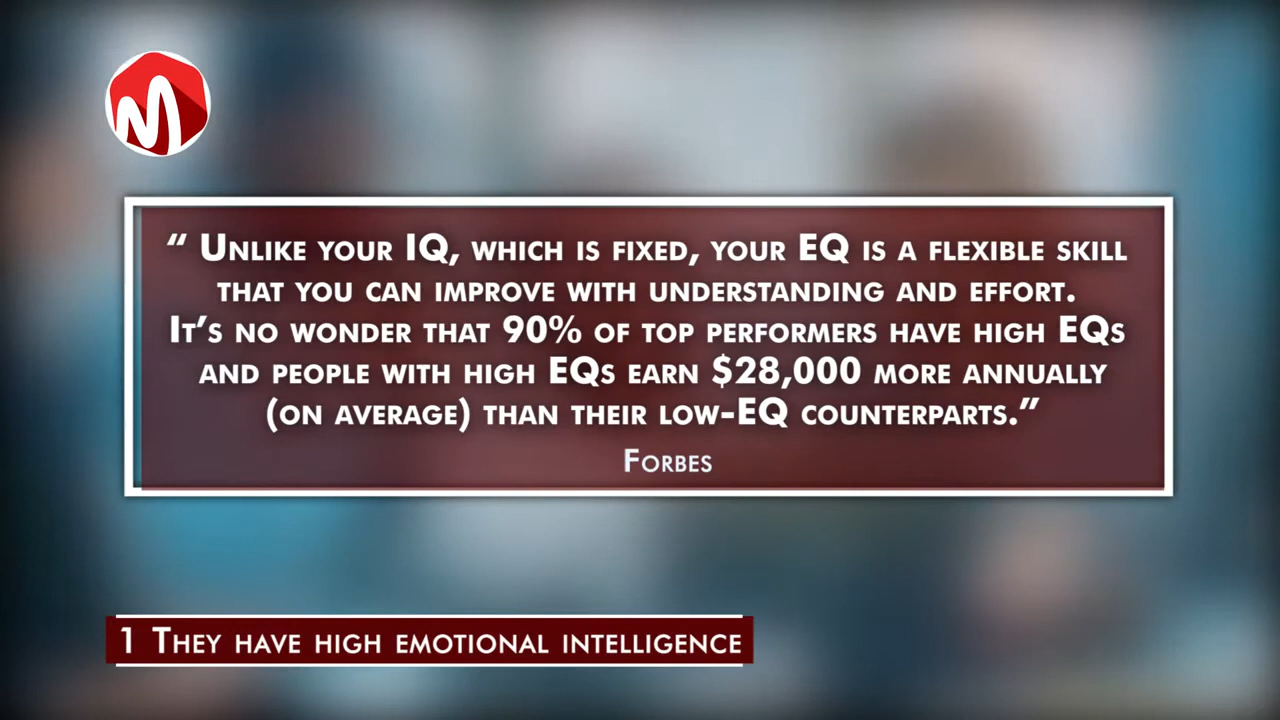 “ Unlike your IQ, which is fixed, your EQ is a flexible skill
that you can improve with understanding and effort.
It’s no wonder that 90% of top performers have high EQs
and people with high EQs earn $28,000 more annually
(on average) than their low-EQ counterparts.”
Forbes
1 They have high emotional intelligence